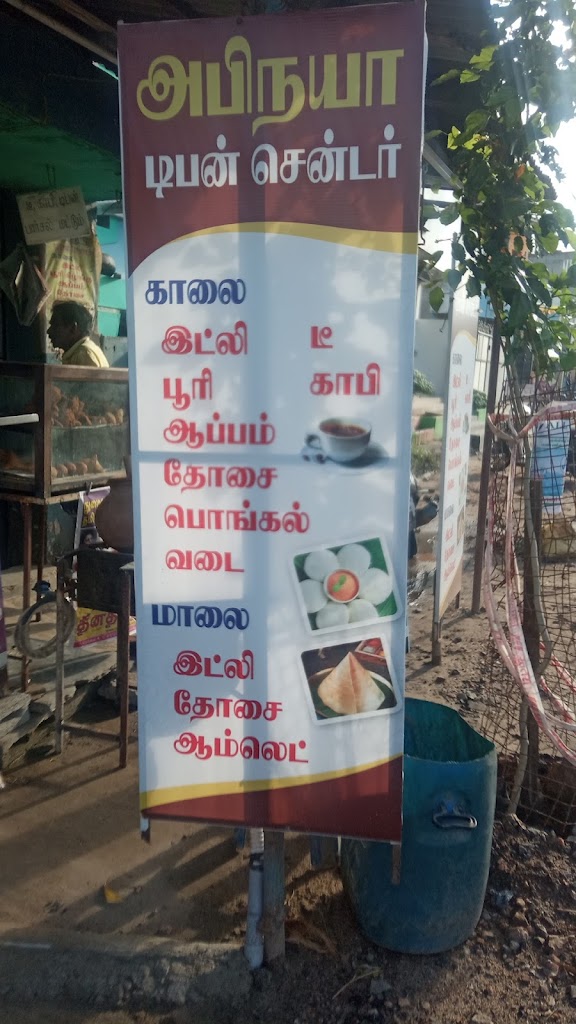 அபிநயா
டிபன் சென்டர்
காலை
இட்லி டீ
பூரி காபி
ஆப்பம்
தோசை
பொங்கல்
வடை
மாலை
இட்லி
தோசை
ஆம்லெட்